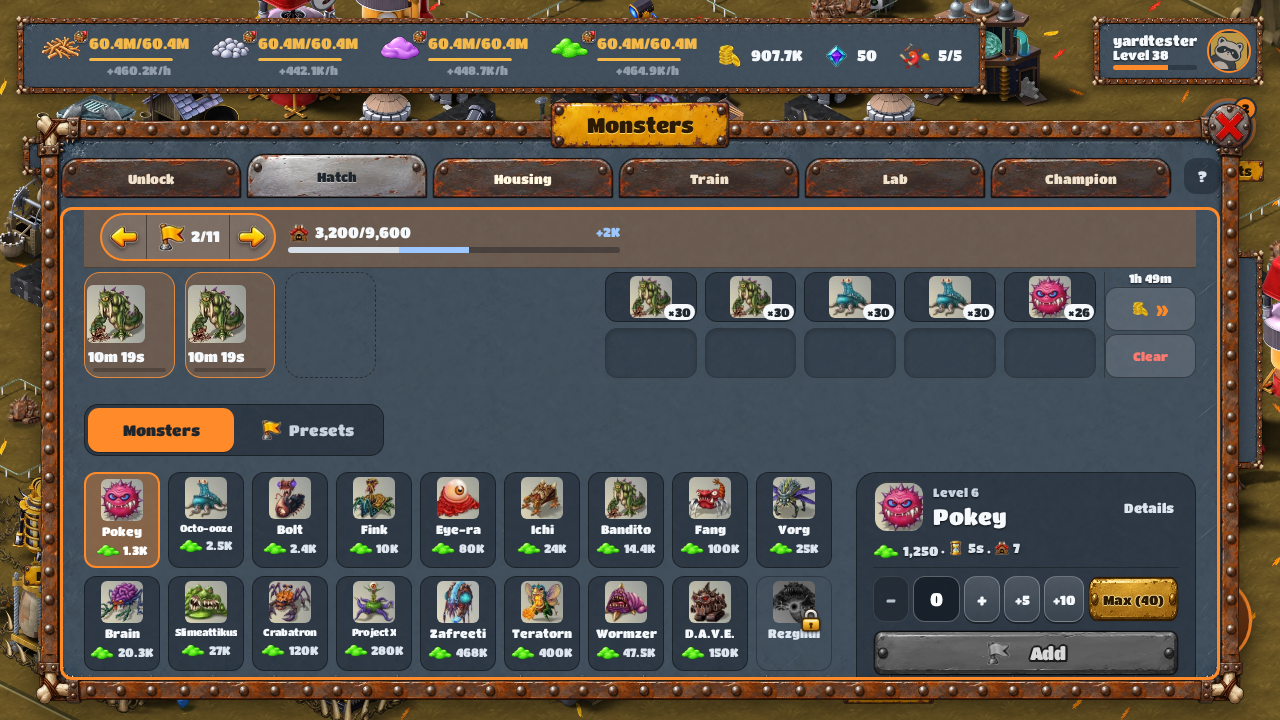 60.4M/60.4M 60.4M/60.4M 60.4M/60.4M 60.4M/60.4M 907.7K 50 5/5
+460.2K/h +442.1K/h +448.7K/h +464.9K/h
yardtester
Level 38
Monsters
Unlock Hatch Housing Train Lab Champion ?
2/11 3,200/9,600 +2K
×30 ×30 ×30 ×30 ×26
1h 49m
10m 19s 10m 19s
Clear
Monsters Presets
Pokey Octo-ooze Bolt Fink Eye-ra Ichi Bandito Fang Vorg
1.3K 2.5K 2.4K 10K 80K 24K 14.4K 100K 25K
Brain Slimeattikus Crabatron Project X Zafreeti Teratorn Wormzer D.A.V.E. Rezghul
20.3K 27K 120K 280K 468K 400K 47.5K 150K
Level 6
Pokey
Details
1,250 · 5s · 7
- 0 + +5 +10 Max (40)
Add